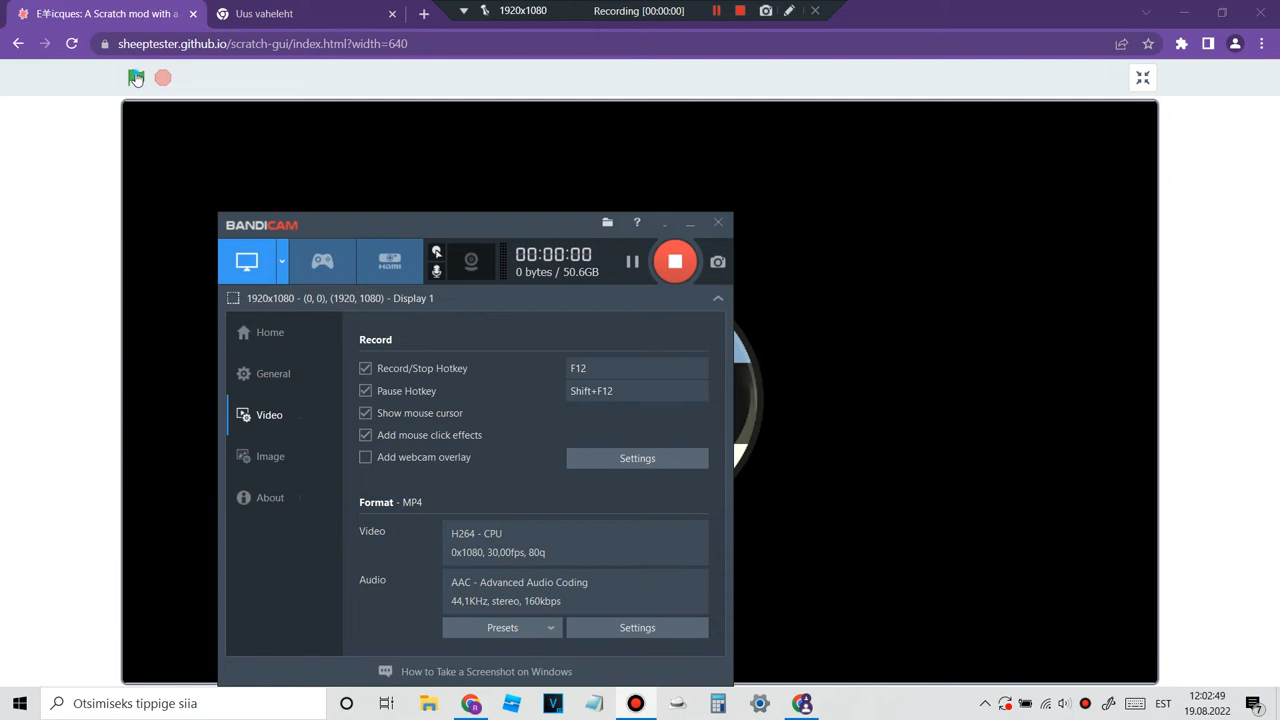 E羊icques: A Scratch mod with a
Uus vaheleht
1920x1080
Recording [00:00:00]
sheeptester.github.io/scratch-gui/index.html?width=640
BANDICAM
?
HDMI
00:00:00
0 bytes / 50.6GB
1920x1080 - (0, 0), (1920, 1080) - Display 1
Home
General
Video
Image
About
Record
Record/Stop Hotkey
F12
Pause Hotkey
Shift+F12
Show mouse cursor
Add mouse click effects
Add webcam overlay
Settings
Format - MP4
Video
H264 - CPU
0x1080, 30,00fps, 80q
Audio
AAC - Advanced Audio Coding
44,1KHz, stereo, 160kbps
Presets
Settings
How to Take a Screenshot on Windows
Otsimiseks tippige siia
V
EST
12:02:49
19.08.2022
7